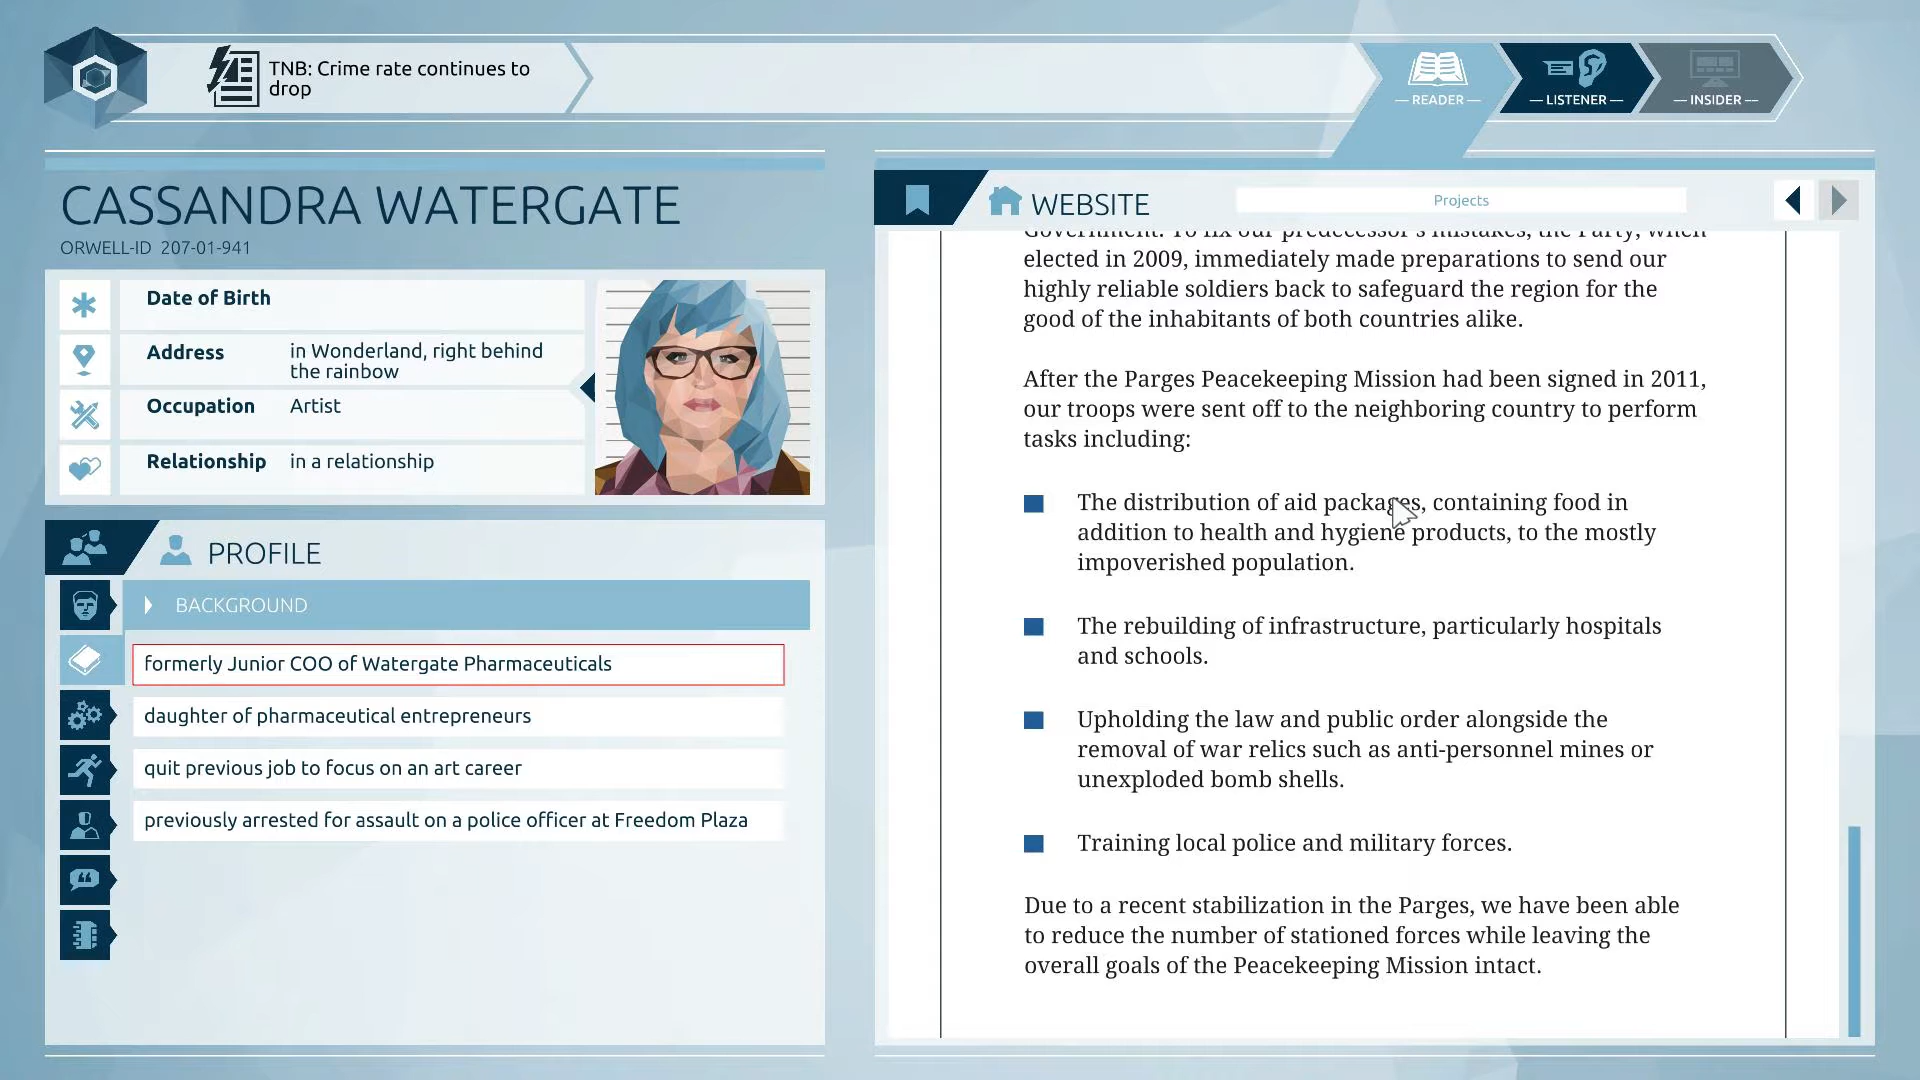 TNB: Crime rate continues to
drop
— READER —
— LISTENER —
— INSIDER —
CASSANDRA WATERGATE
ORWELL-ID 207-01-941
Date of Birth
Address in Wonderland, right behind
the rainbow
Occupation Artist
Relationship in a relationship
PROFILE
BACKGROUND
formerly Junior COO of Watergate Pharmaceuticals
daughter of pharmaceutical entrepreneurs
quit previous job to focus on an art career
previously arrested for assault on a police officer at Freedom Plaza
WEBSITE
Projects
Government. To fix our predecessor's mistakes, the Party, when
elected in 2009, immediately made preparations to send our
highly reliable soldiers back to safeguard the region for the
good of the inhabitants of both countries alike.
After the Parges Peacekeeping Mission had been signed in 2011,
our troops were sent off to the neighboring country to perform
tasks including:
The distribution of aid packages, containing food in
addition to health and hygiene products, to the mostly
impoverished population.
The rebuilding of infrastructure, particularly hospitals
and schools.
Upholding the law and public order alongside the
removal of war relics such as anti-personnel mines or
unexploded bomb shells.
Training local police and military forces.
Due to a recent stabilization in the Parges, we have been able
to reduce the number of stationed forces while leaving the
overall goals of the Peacekeeping Mission intact.